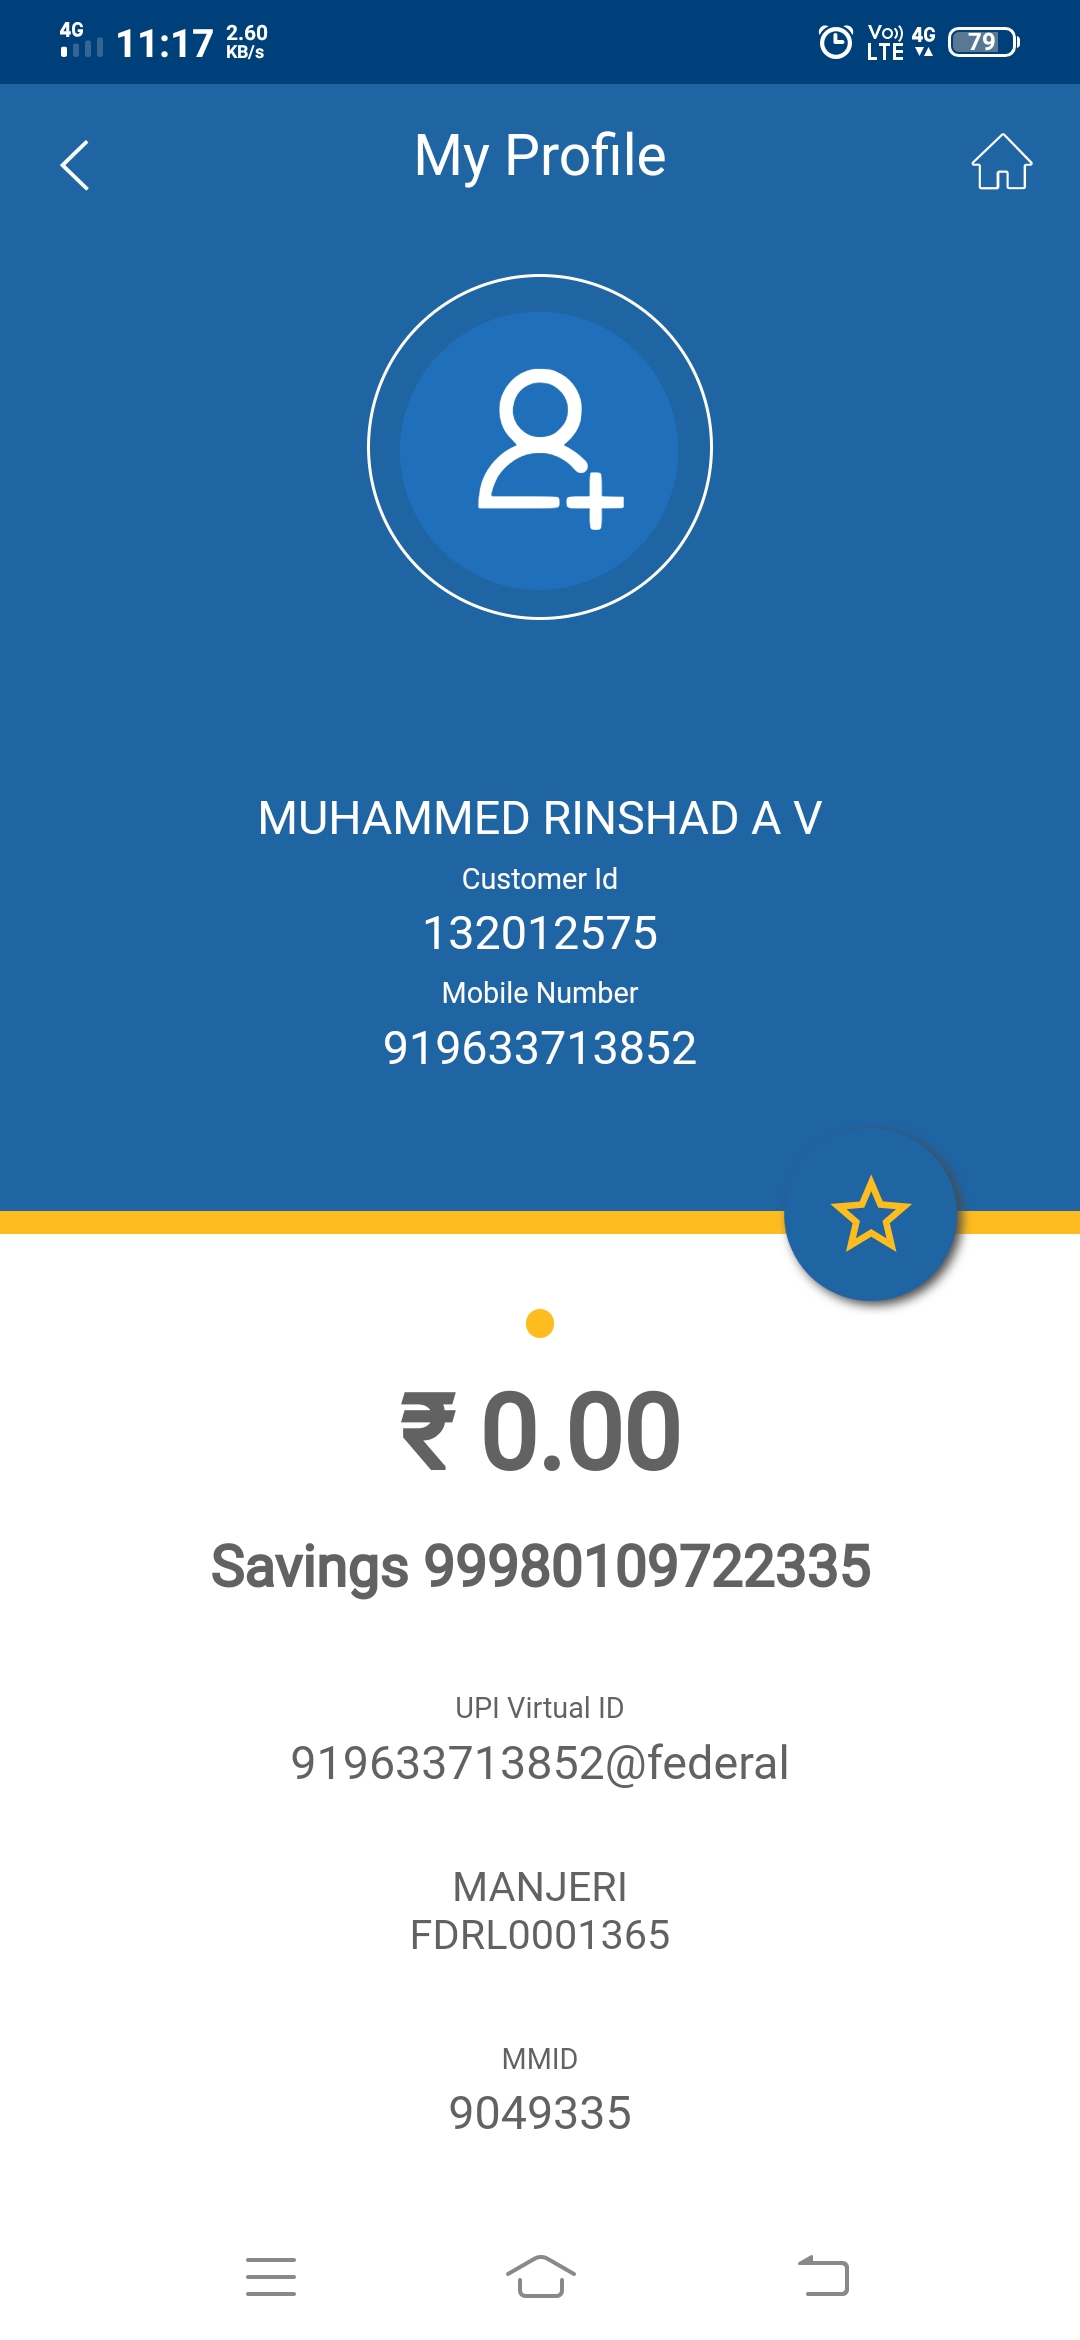 4G 11:17 2.60 KB/s Vo)) LTE 4G 79
My Profile
MUHAMMED RINSHAD A V
Customer Id
132012575
Mobile Number
919633713852
₹ 0.00
Savings 99980109722335
UPI Virtual ID
919633713852@federal
MANJERI
FDRL0001365
MMID
9049335